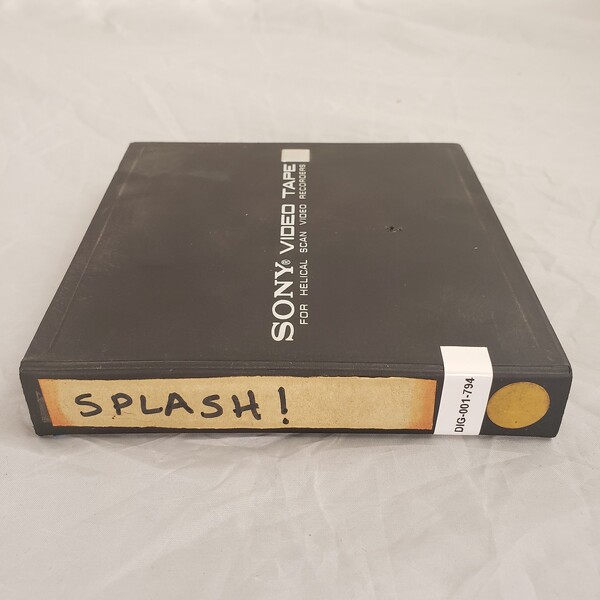 SONY® VIDEO TAPE
FOR HELICAL SCAN VIDEO RECORDERS
SPLASH!
DIG-001-794